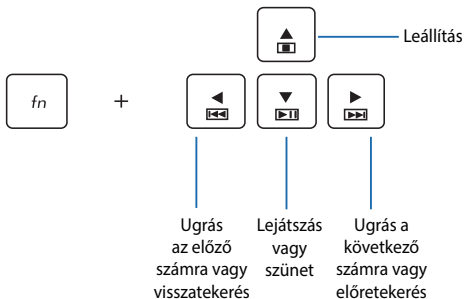 Leállítás
fn
+
Ugrás
az előző
számra vagy
visszatekerés
Lejátszás
vagy
szünet
Ugrás a
következő
számra vagy
előretekerés